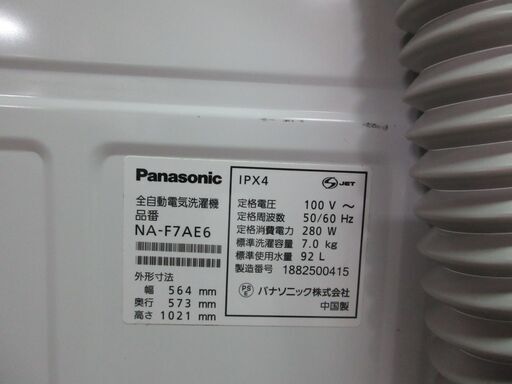 Panasonic
全自動電気洗濯機
品番
NA-F7AE6
外形寸法
幅 564 mm
奥行 573 mm
高さ 1021 mm
IPX4
S JET
定格電圧 100 V ～
定格周波数 50/60 Hz
定格消費電力 280 W
標準洗濯容量 7.0 kg
標準使用水量 92 L
製造番号 1882500415
PS E パナソニック株式会社
中国製